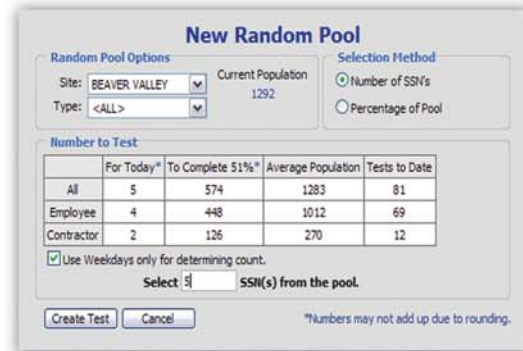 New Random Pool
Random Pool Options
Site: BEAVER VALLEY
Type: <ALL>
Current Population
1292
Selection Method
Number of SSN's
Percentage of Pool
Number to Test
For Today* To Complete 51%* Average Population Tests to Date
All 5 574 1283 81
Employee 4 448 1012 69
Contractor 2 126 270 12
Use Weekdays only for determining count.
Select 5 SSN(s) from the pool.
Create Test Cancel *Numbers may not add up due to rounding.